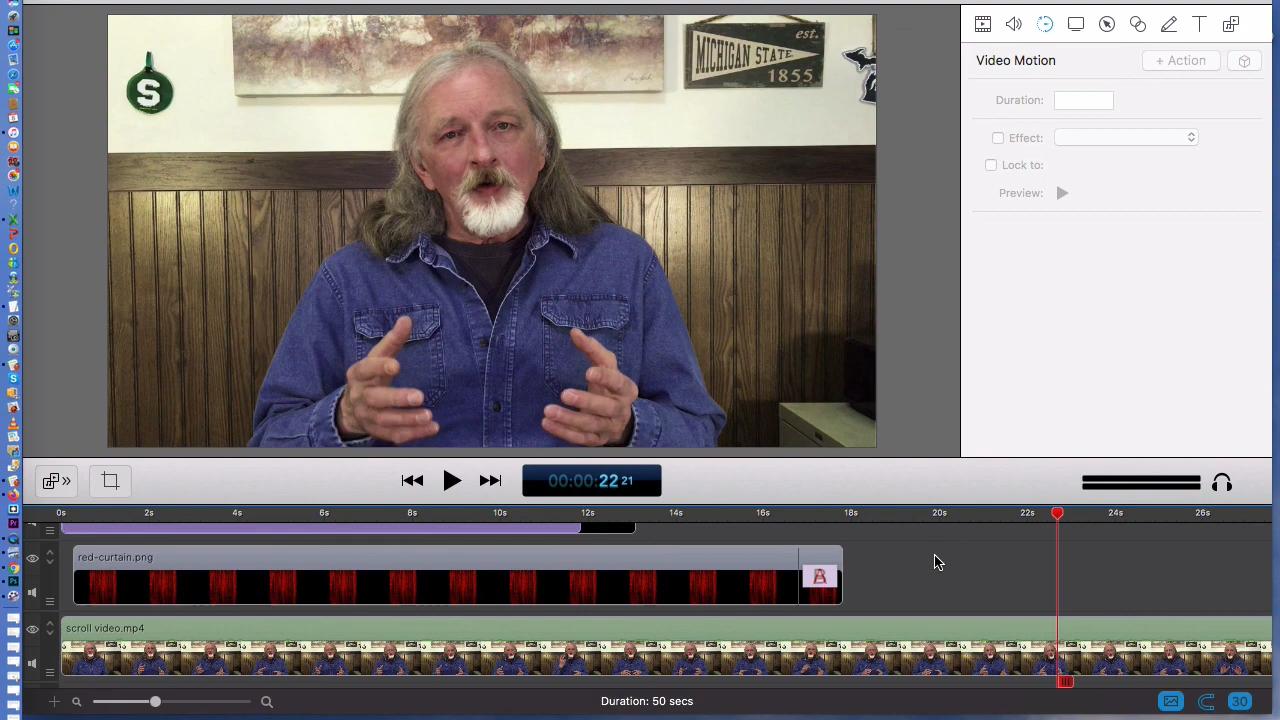 S
est.
MICHIGAN STATE
1855
Video Motion
+ Action
Duration:
Effect:
Lock to:
Preview:
00:00:22 21
0s 2s 4s 6s 8s 10s 12s 14s 16s 18s 20s 22s 24s 26s
red-curtain.png
scroll video.mp4
Duration: 50 secs
30